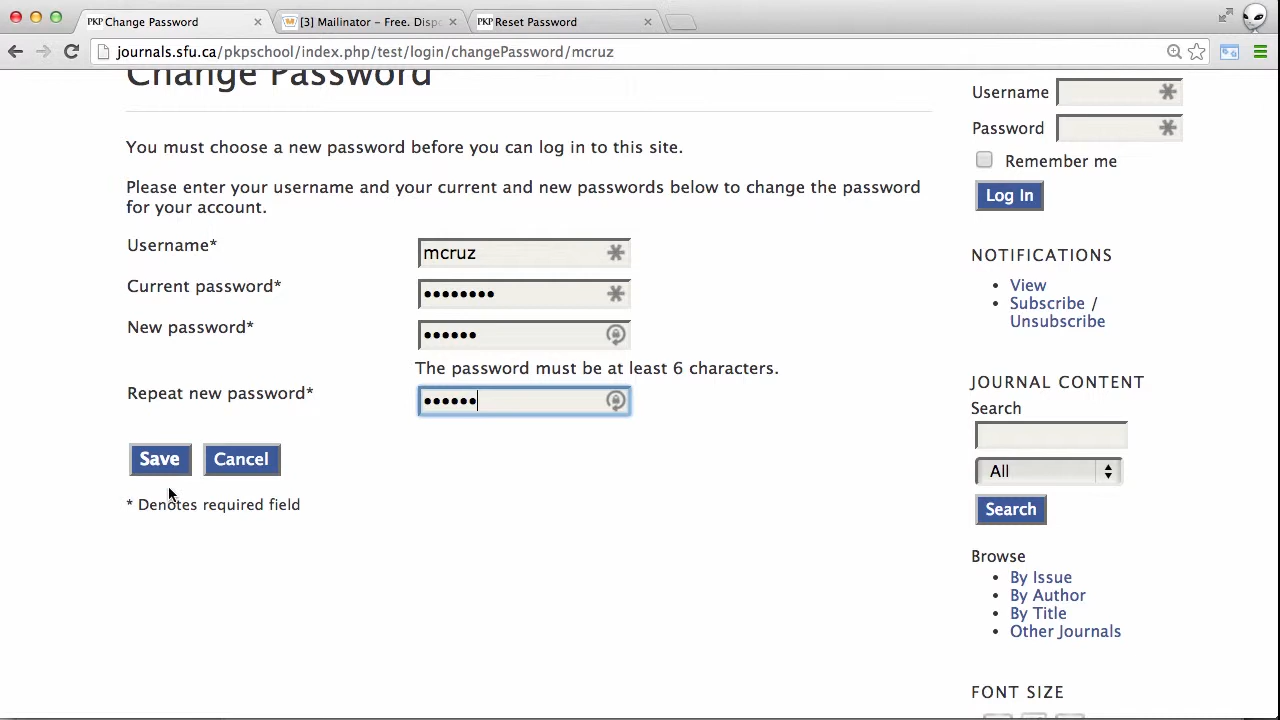 PKP Change Password
[3] Mailinator – Free. Dispo
PKP Reset Password
journals.sfu.ca/pkpschool/index.php/test/login/changePassword/mcruz
Change Password
You must choose a new password before you can log in to this site.
Please enter your username and your current and new passwords below to change the password
for your account.
Username*
mcruz
Current password*
••••••••
New password*
••••••
The password must be at least 6 characters.
Repeat new password*
••••••
Save
Cancel
* Denotes required field
Username
Password
Remember me
Log In
NOTIFICATIONS
• View
• Subscribe /
Unsubscribe
JOURNAL CONTENT
Search
All
Search
Browse
• By Issue
• By Author
• By Title
• Other Journals
FONT SIZE